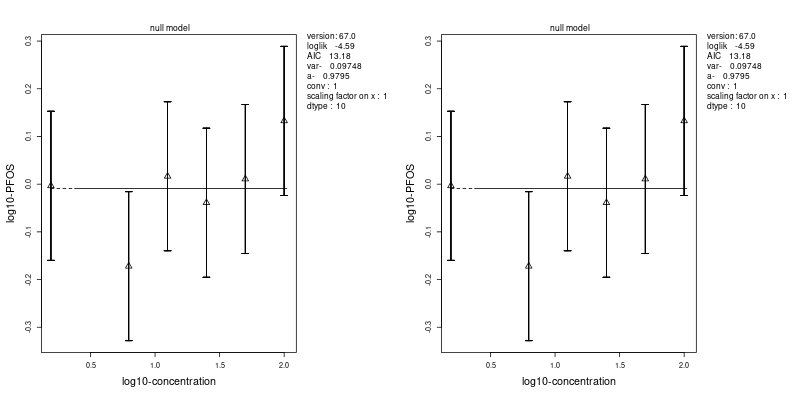 null model
version: 67.0
loglik -4.59
AIC 13.18
var- 0.09748
a- 0.9795
conv : 1
scaling factor on x : 1
dtype : 10
0.3
0.2
0.1
0.0
-0.1
-0.2
-0.3
log10-PFOS
0.5 1.0 1.5 2.0
log10-concentration
null model
version: 67.0
loglik -4.59
AIC 13.18
var- 0.09748
a- 0.9795
conv : 1
scaling factor on x : 1
dtype : 10
0.3
0.2
0.1
0.0
-0.1
-0.2
-0.3
log10-PFOS
0.5 1.0 1.5 2.0
log10-concentration